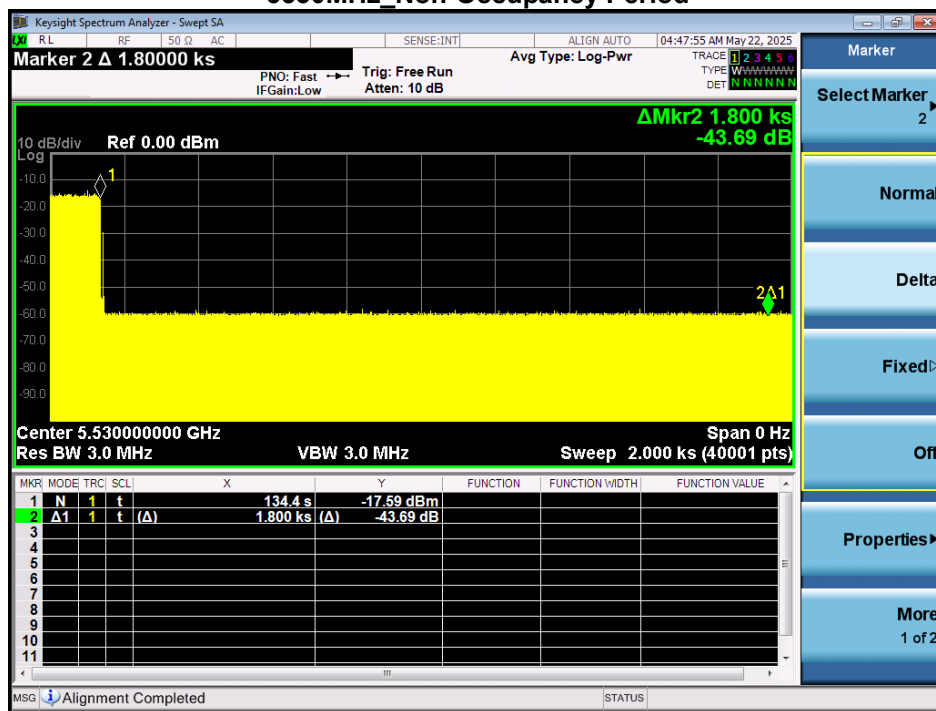 5530MHz_Non-Occupancy Period
Keysight Spectrum Analyzer - Swept SA
LXI RL RF 50 Ω AC SENSE:INT ALIGN AUTO 04:47:55 AM May 22, 2025
Marker 2 Δ 1.80000 ks
PNO: Fast
IFGain:Low
Trig: Free Run
Atten: 10 dB
Avg Type: Log-Pwr
TRACE 1 2 3 4 5 6
TYPE WWWWWWW
DET N N N N N N
ΔMkr2 1.800 ks
-43.69 dB
10 dB/div Ref 0.00 dBm
Log
-10.0
-20.0
-30.0
-40.0
-50.0
-60.0
-70.0
-80.0
-90.0
1
2Δ1
Center 5.530000000 GHz Span 0 Hz
Res BW 3.0 MHz VBW 3.0 MHz Sweep 2.000 ks (40001 pts)
MKR MODE TRC SCL X Y FUNCTION FUNCTION WIDTH FUNCTION VALUE
1 N 1 t 134.4 s -17.59 dBm
2 Δ1 1 t (Δ) 1.800 ks (Δ) -43.69 dB
3
4
5
6
7
8
9
10
11
MSG Alignment Completed STATUS
Marker
Select Marker
2
Normal
Delta
Fixed
Off
Properties
More
1 of 2